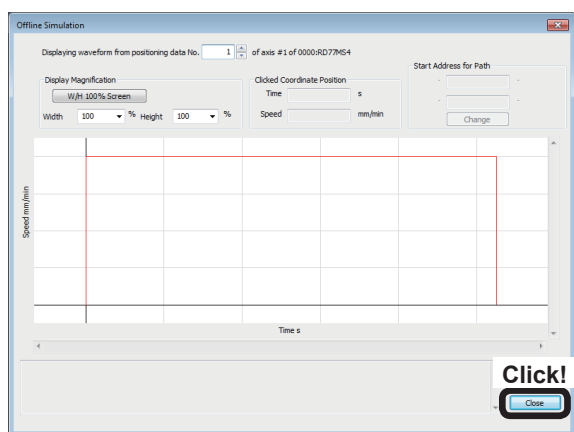 Offline Simulation
Displaying waveform from positioning data No. 1 of axis #1 of 0000:RD77MS4
Start Address for Path
Display Magnification
Clicked Coordinate Position
W/H 100% Screen
Time s
- -
Width 100 % Height 100 %
Speed mm/min
- -
Change
Speed mm/min
Time s
Click!
Close